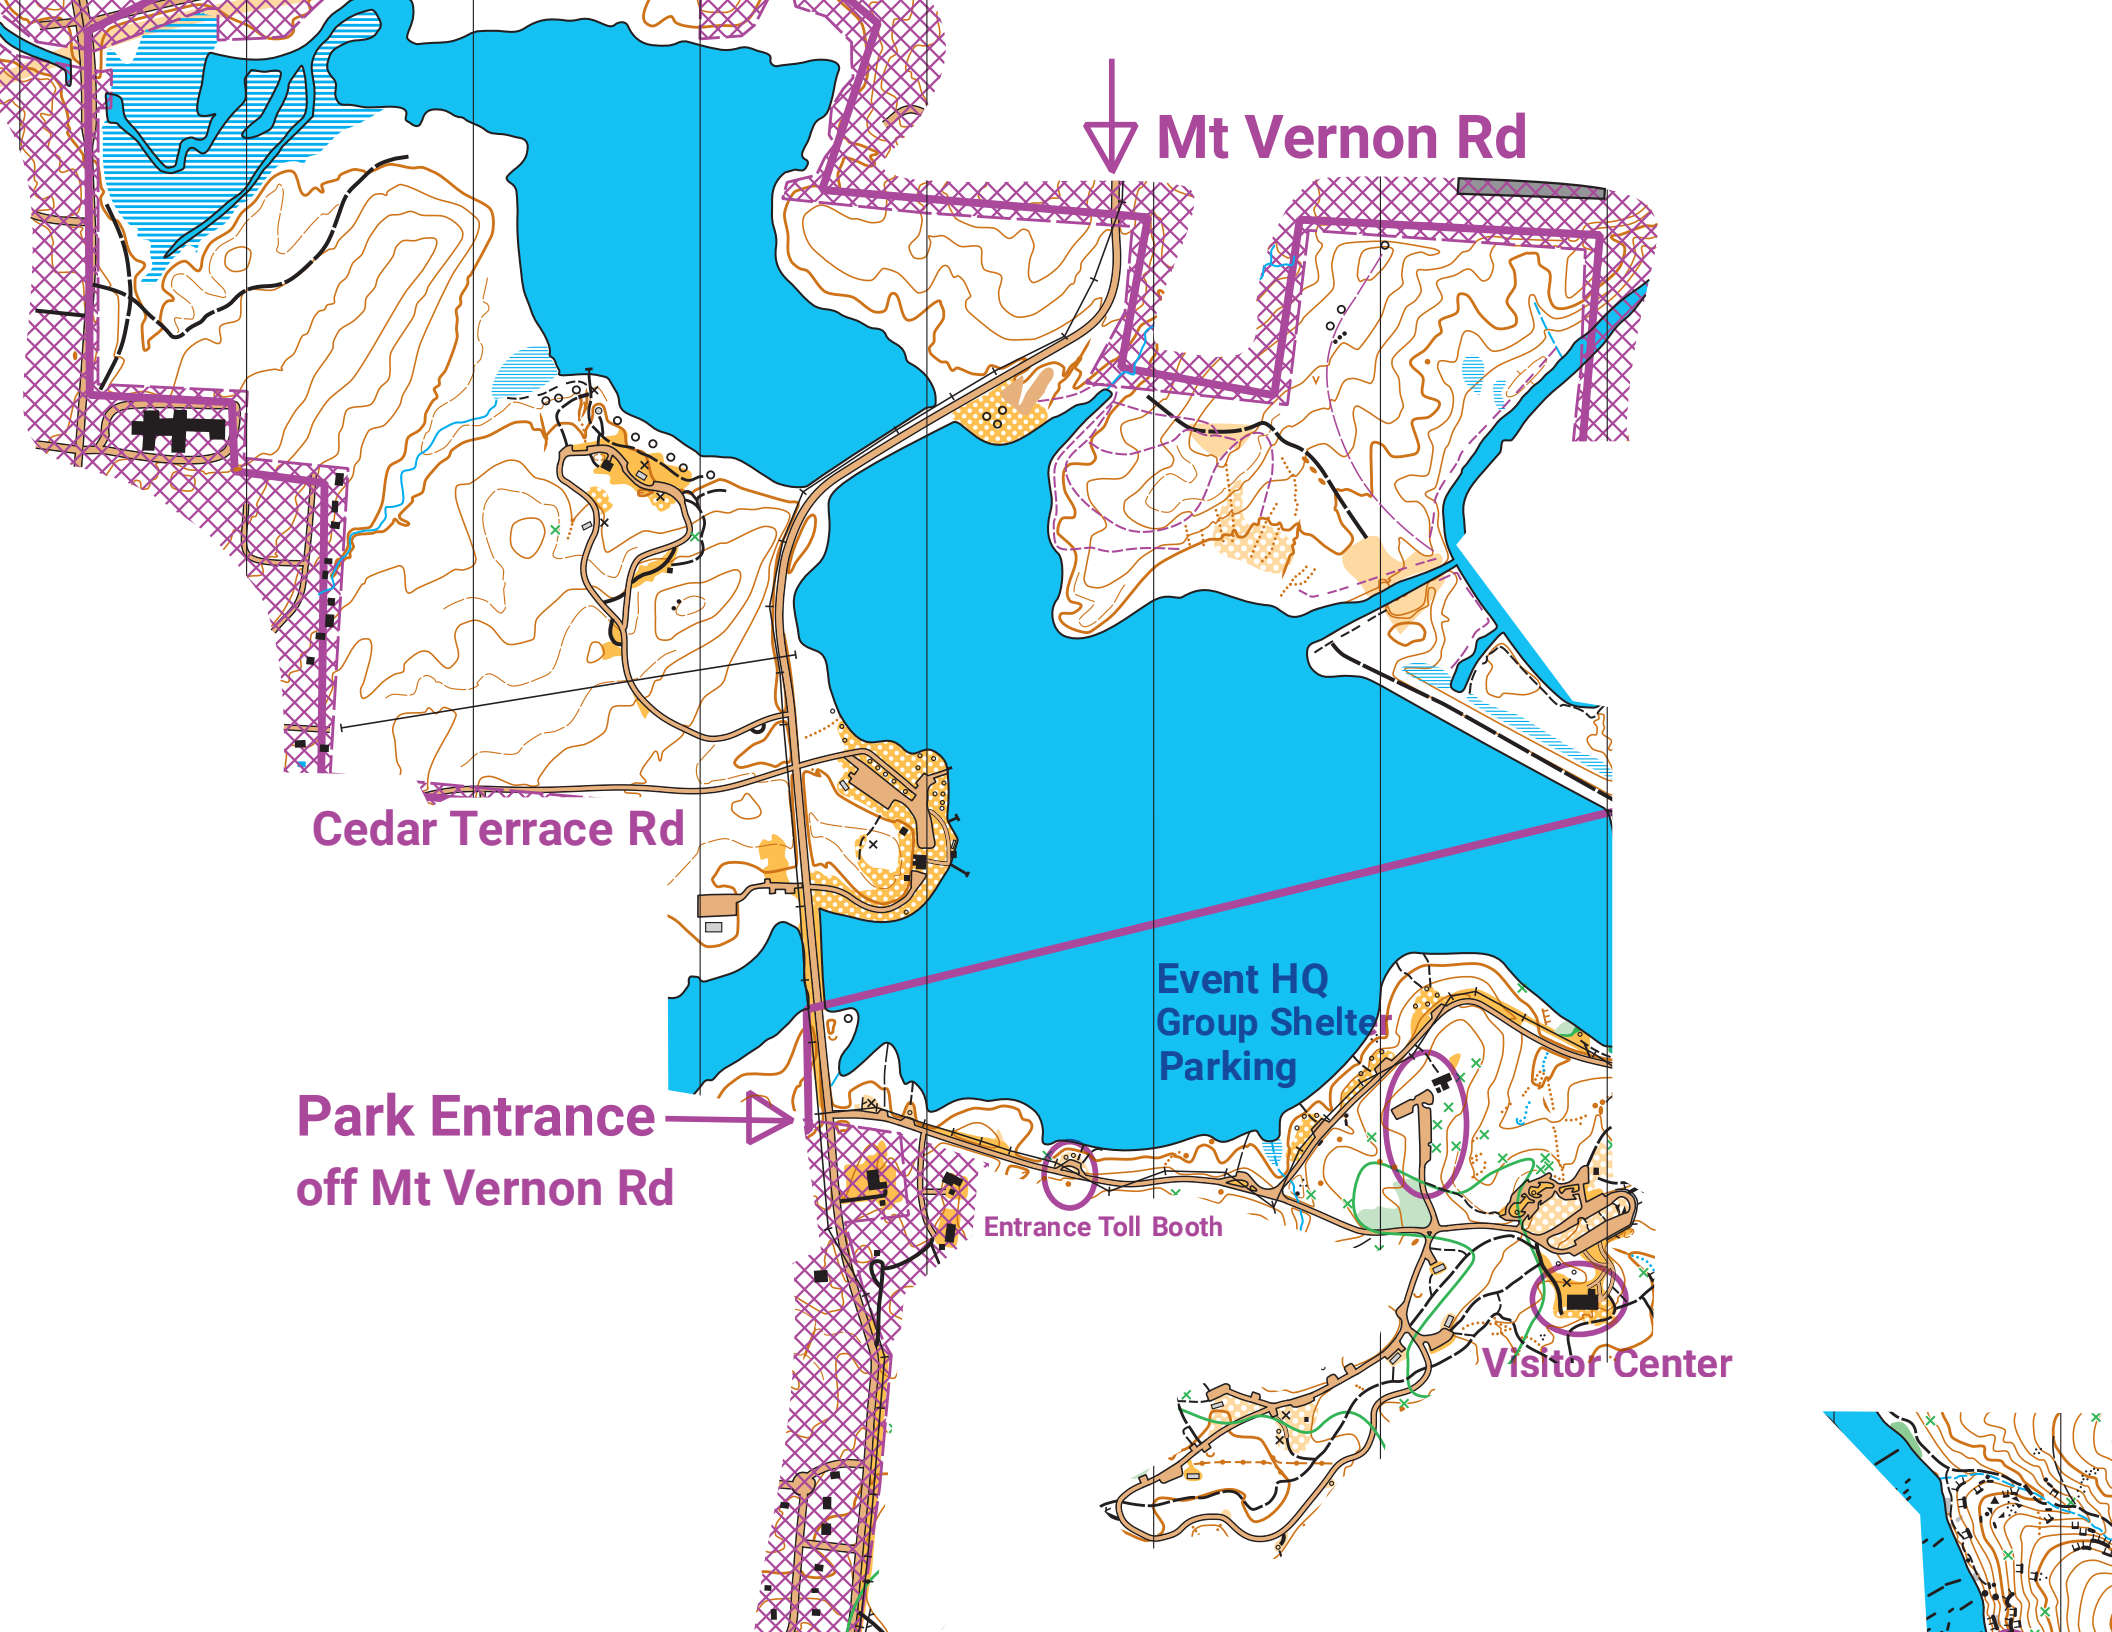 Mt Vernon Rd
Cedar Terrace Rd
Event HQ
Group Shelter
Parking
Park Entrance
off Mt Vernon Rd
Entrance Toll Booth
Visitor Center